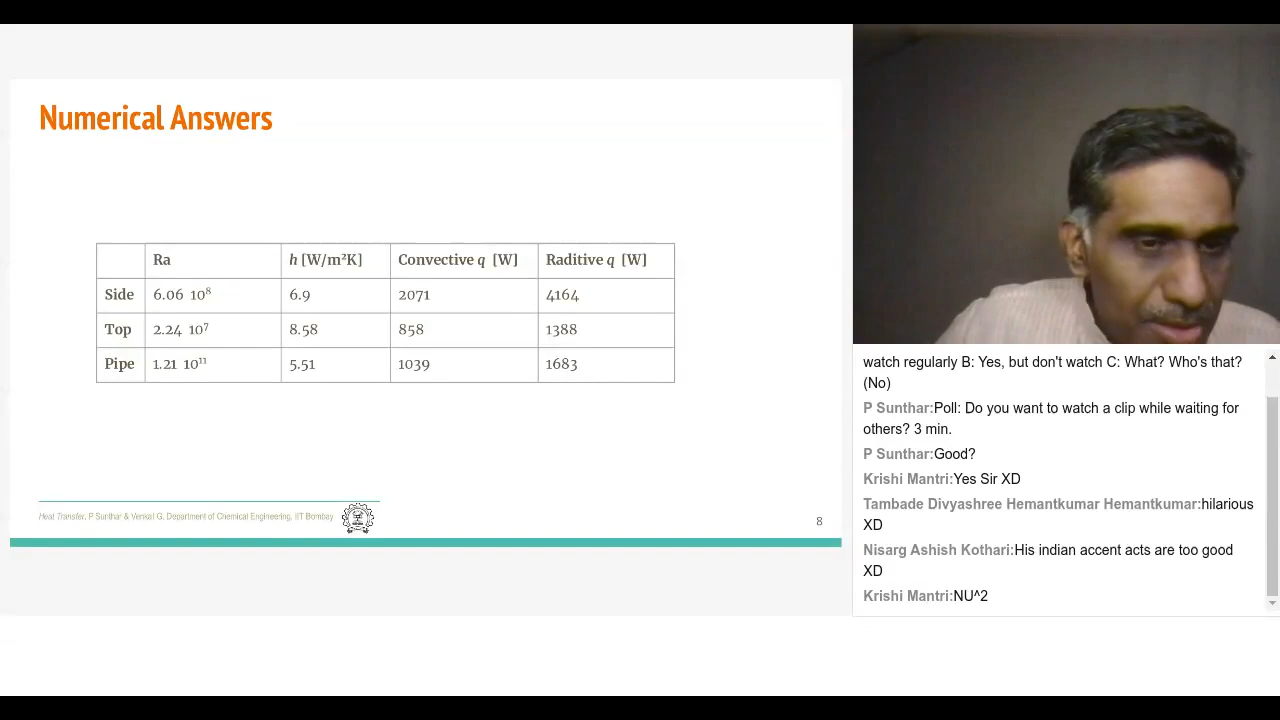 Numerical Answers
Ra h [W/m²K] Convective q [W] Raditive q [W]
Side 6.06 10⁸ 6.9 2071 4164
Top 2.24 10⁷ 8.58 858 1388
Pipe 1.21 10¹¹ 5.51 1039 1683
Heat Transfer, P Sunthar & Venkat G, Department of Chemical Engineering, IIT Bombay
8
watch regularly B: Yes, but don't watch C: What? Who's that?
(No)
P Sunthar:Poll: Do you want to watch a clip while waiting for
others? 3 min.
P Sunthar:Good?
Krishi Mantri:Yes Sir XD
Tambade Divyashree Hemantkumar Hemantkumar:hilarious
XD
Nisarg Ashish Kothari:His indian accent acts are too good
XD
Krishi Mantri:NU^2